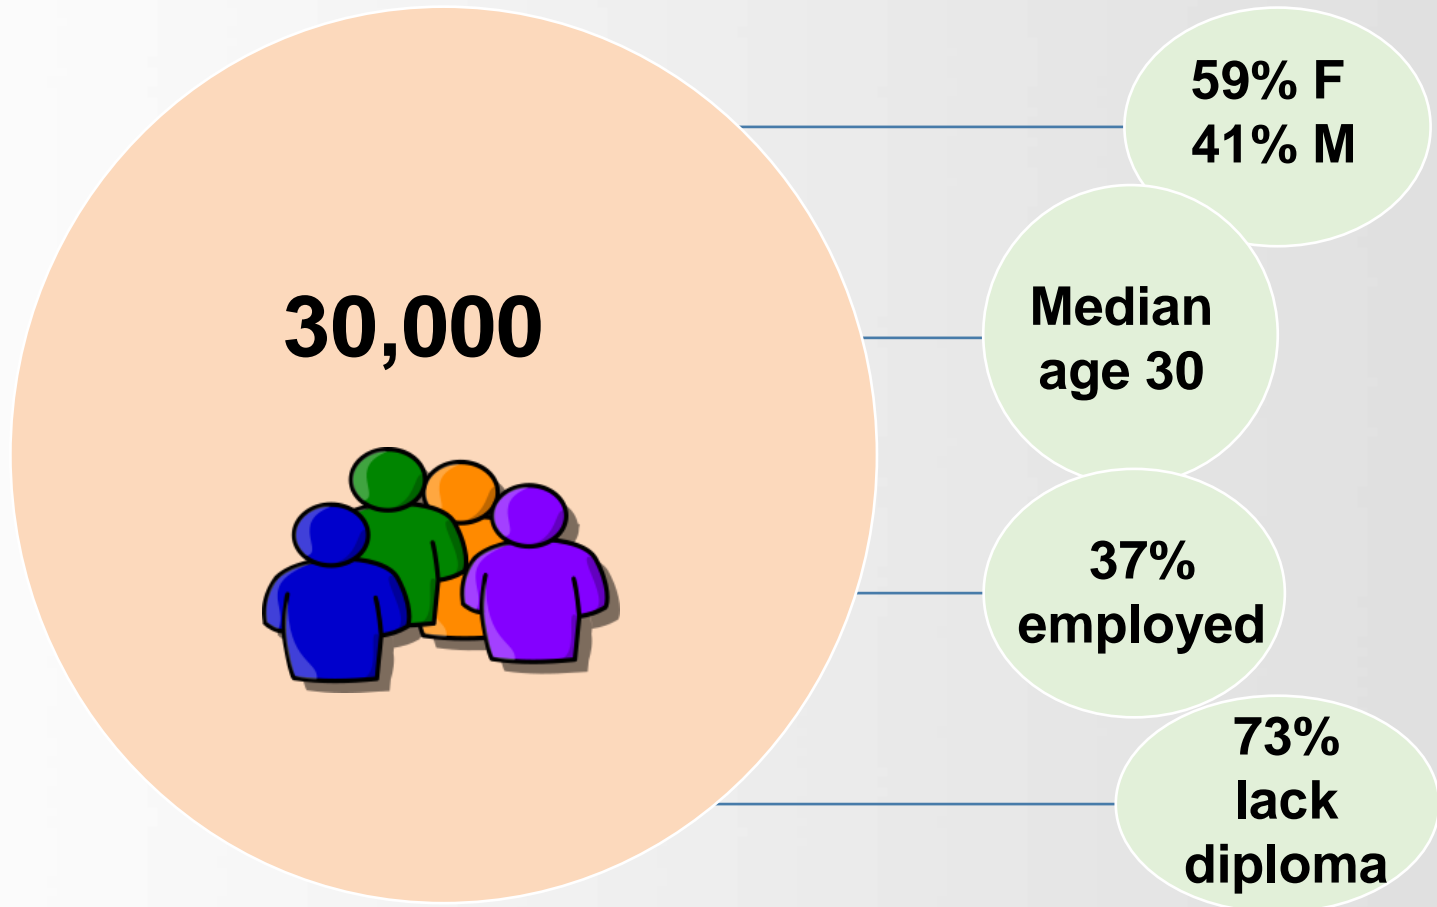 30,000
59% F
41% M
Median
age 30
37%
employed
73%
lack
diploma